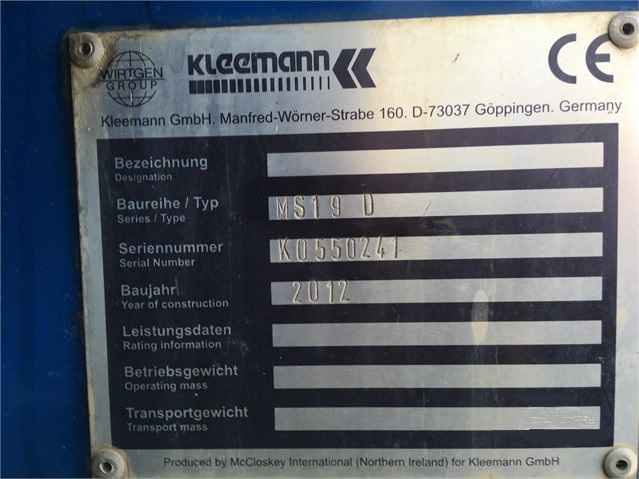 WIRTGEN
GROUP
Kleemann
CE
Kleemann GmbH. Manfred-Wörner-Strabe 160. D-73037 Göppingen. Germany
Bezeichnung
Designation
Baureihe / Typ
Series / Type
MS19 D
Seriennummer
Serial Number
K0550241
Baujahr
Year of construction
2012
Leistungsdaten
Rating information
Betriebsgewicht
Operating mass
Transportgewicht
Transport mass
Produced by McCloskey International (Northern Ireland) for Kleemann GmbH